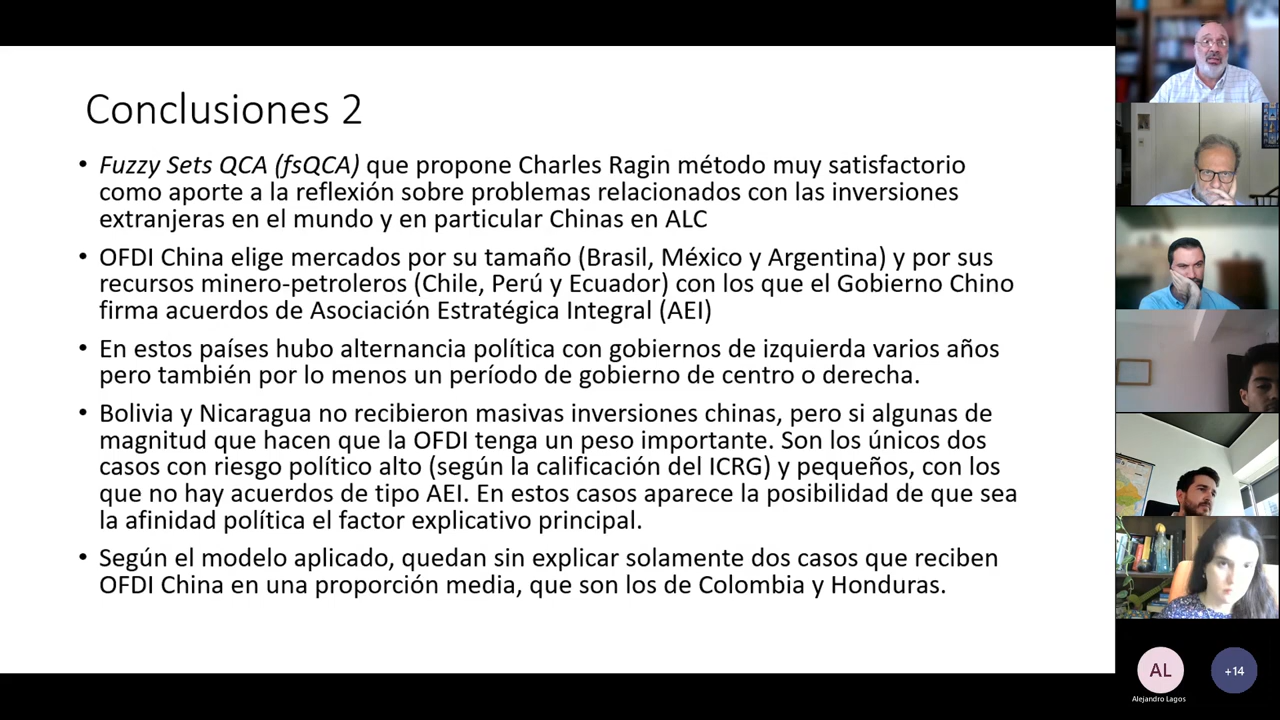 Conclusiones 2
• Fuzzy Sets QCA (fsQCA) que propone Charles Ragin método muy satisfactorio
como aporte a la reflexión sobre problemas relacionados con las inversiones
extranjeras en el mundo y en particular Chinas en ALC
• OFDI China elige mercados por su tamaño (Brasil, México y Argentina) y por sus
recursos minero-petroleros (Chile, Perú y Ecuador) con los que el Gobierno Chino
firma acuerdos de Asociación Estratégica Integral (AEI)
• En estos países hubo alternancia política con gobiernos de izquierda varios años
pero también por lo menos un período de gobierno de centro o derecha.
• Bolivia y Nicaragua no recibieron masivas inversiones chinas, pero si algunas de
magnitud que hacen que la OFDI tenga un peso importante. Son los únicos dos
casos con riesgo político alto (según la calificación del ICRG) y pequeños, con los
que no hay acuerdos de tipo AEI. En estos casos aparece la posibilidad de que sea
la afinidad política el factor explicativo principal.
• Según el modelo aplicado, quedan sin explicar solamente dos casos que reciben
OFDI China en una proporción media, que son los de Colombia y Honduras.
AL
+14
Alejandro Lagos